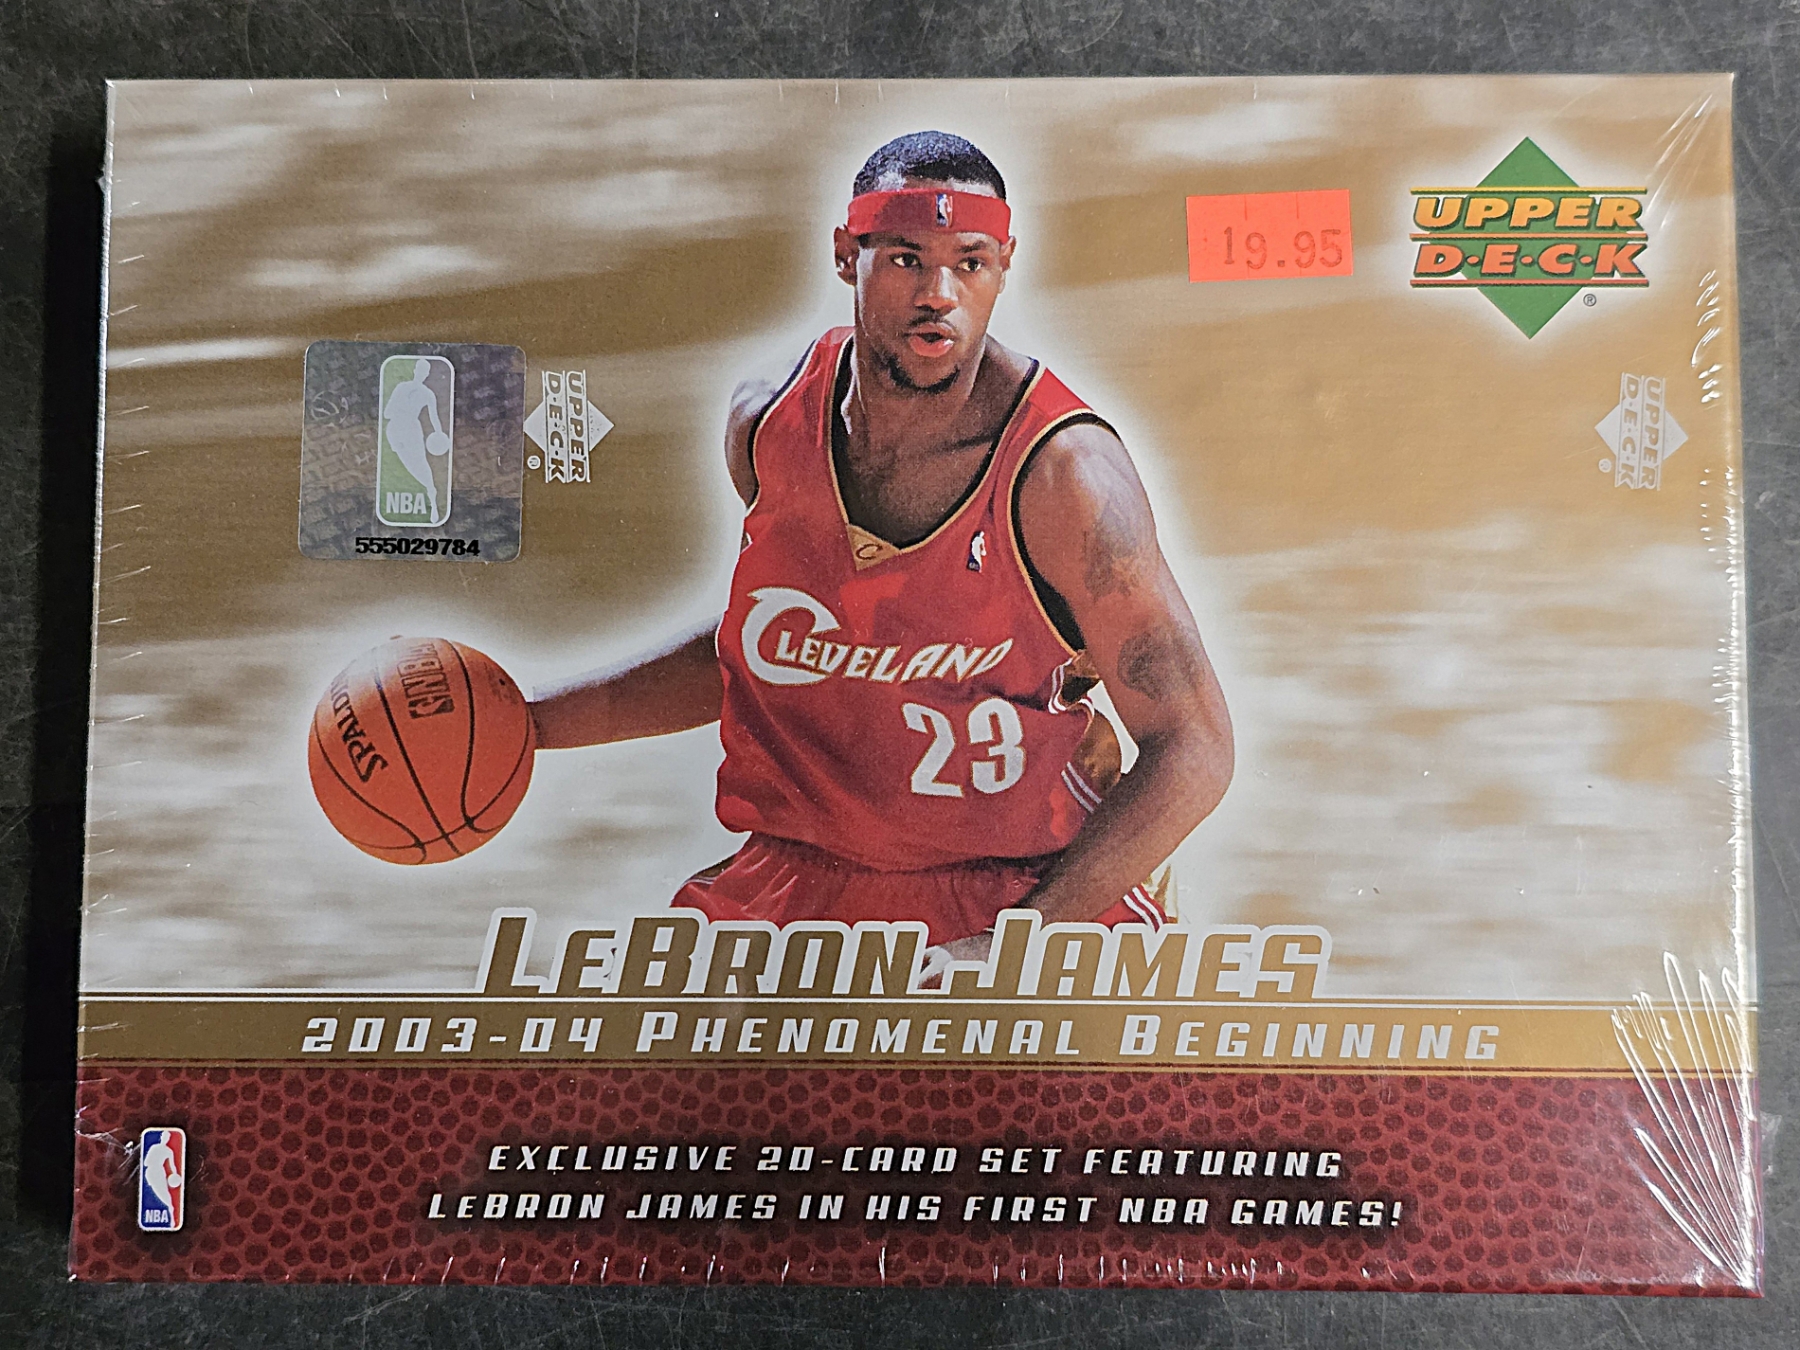 UPPER
D·E·C·K
®
19.95
NBA
555029784
UPPER
D·E·C·K
®
UPPER
D·E·C·K
®
SPALDING
NBA
C
CLEVELAND
23
LEBRON JAMES
2003-04 PHENOMENAL BEGINNING
EXCLUSIVE 20-CARD SET FEATURING
LEBRON JAMES IN HIS FIRST NBA GAMES!
NBA